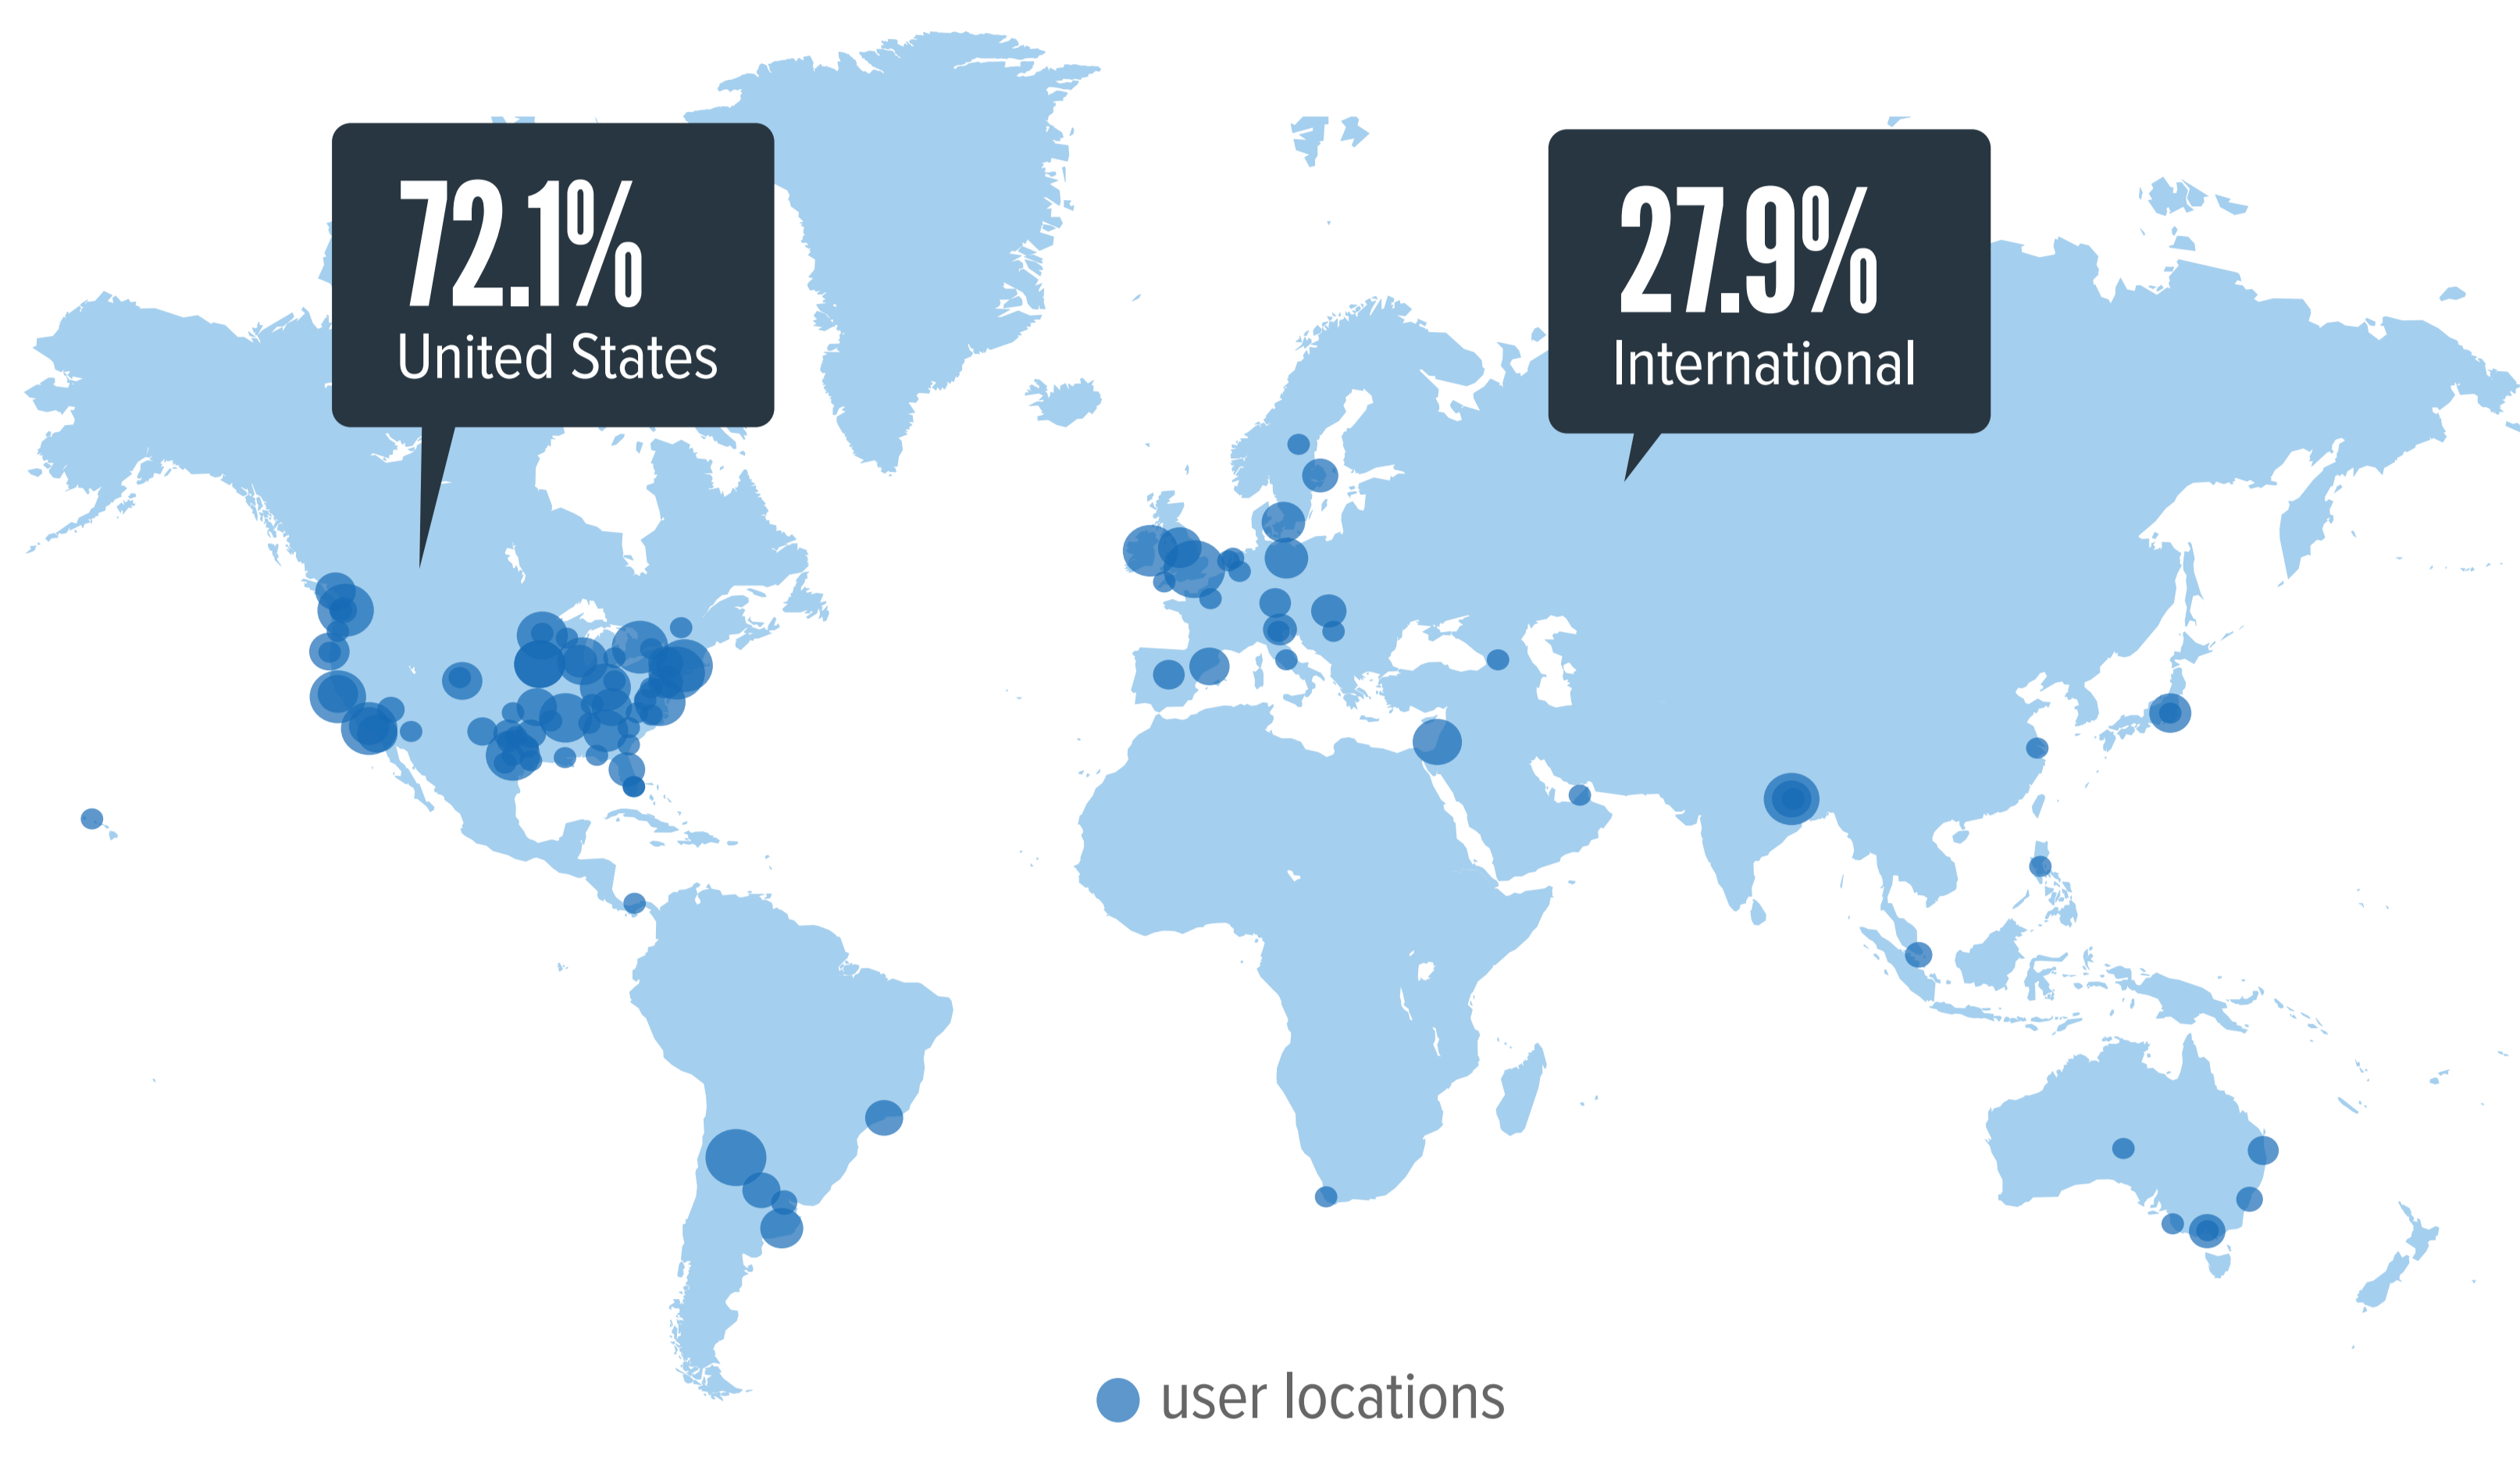 72.1%
United States
27.9%
International
user locations